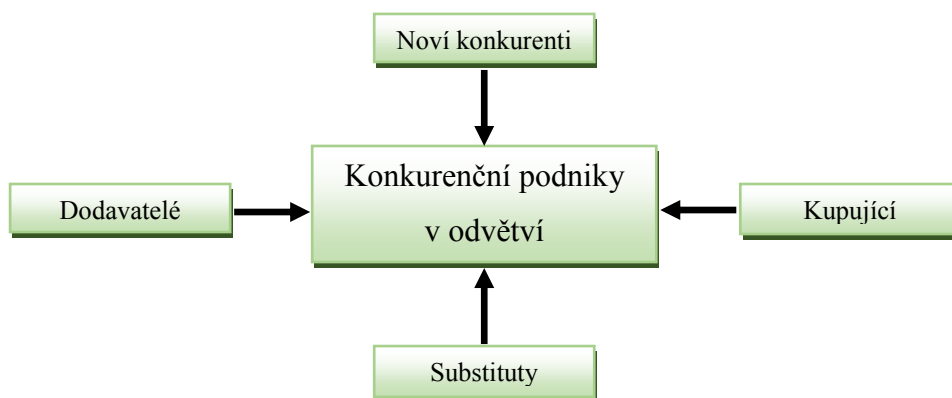 Noví konkurenti
Konkurenční podniky
v odvětví
Dodavatelé
Kupující
Substituty